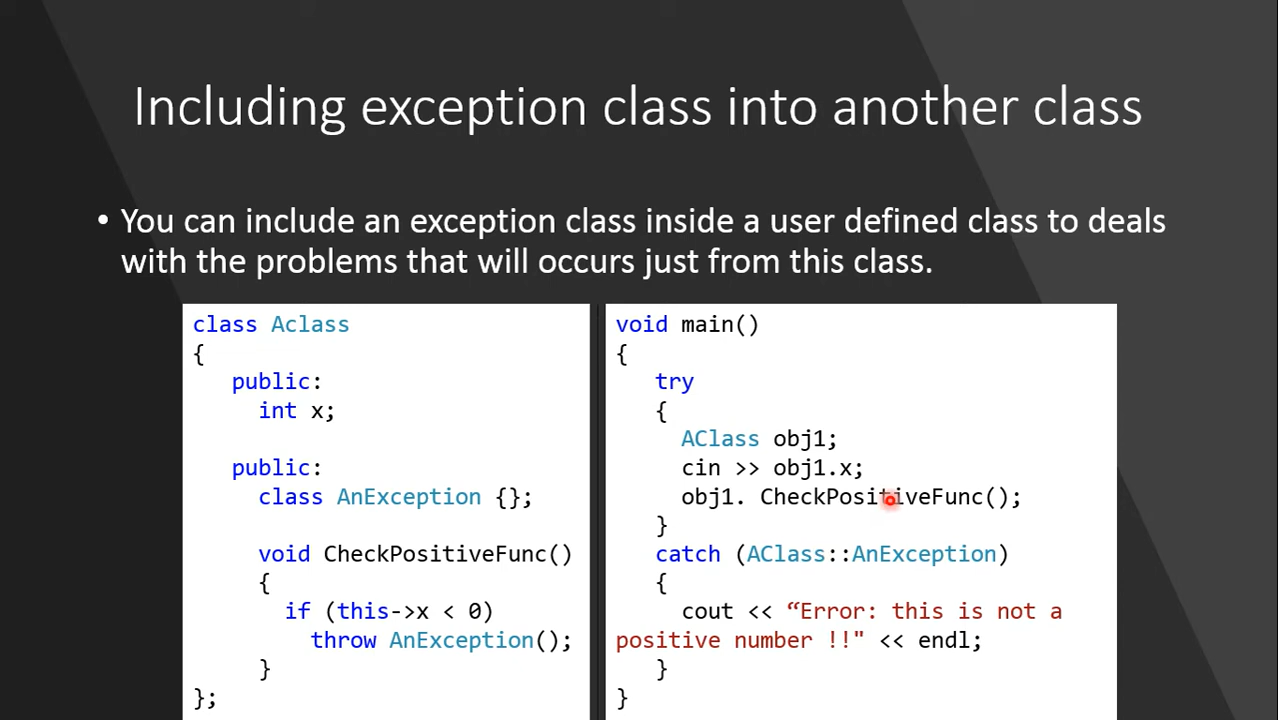 Including exception class into another class
• You can include an exception class inside a user defined class to deals
with the problems that will occurs just from this class.
class Aclass
{
public:
int x;
public:
class AnException {};
void CheckPositiveFunc()
{
if (this->x < 0)
throw AnException();
}
};
void main()
{
try
{
AClass obj1;
cin >> obj1.x;
obj1. CheckPositiveFunc();
}
catch (AClass::AnException)
{
cout << “Error: this is not a
positive number !!" << endl;
}
}